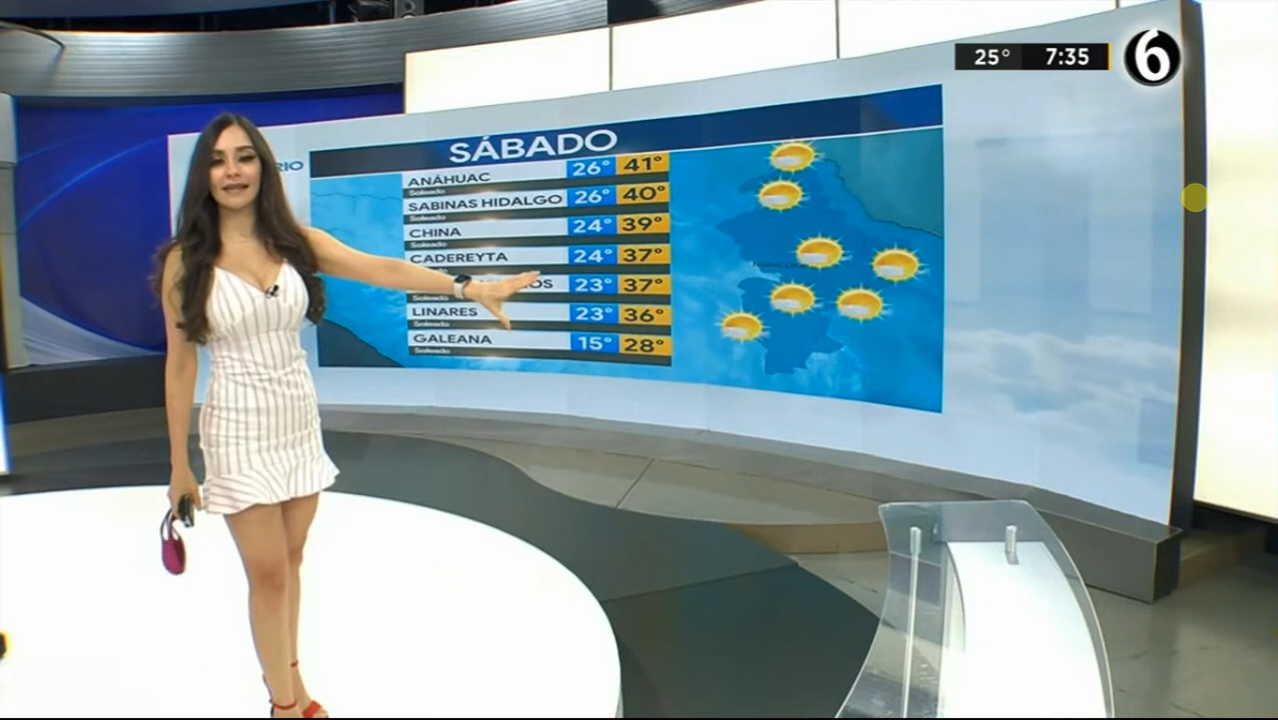 25° 7:35 6
RIO
SÁBADO
ANÁHUAC 26° 41°
Soleado
SABINAS HIDALGO 26° 40°
Soleado
CHINA 24° 39°
Soleado
CADEREYTA 24° 37°
OS 23° 37°
Soleado
LINARES 23° 36°
Soleado
GALEANA 15° 28°
Soleado